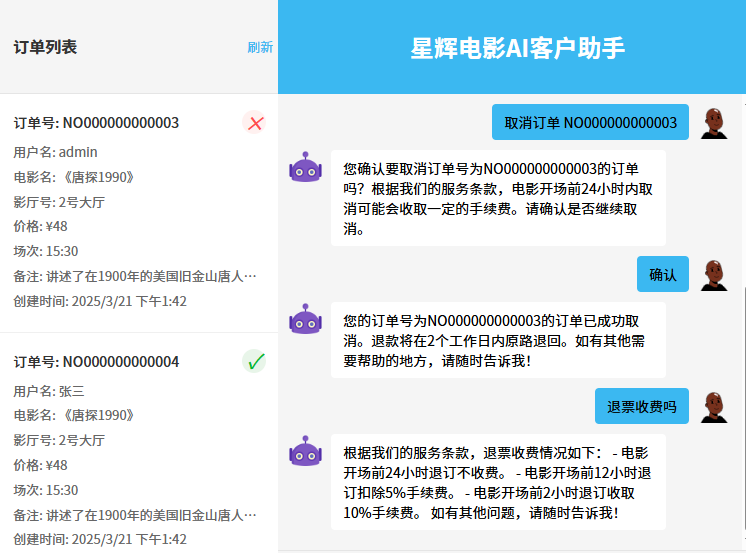 订单列表
刷新
订单号: NO000000000003
用户名: admin
电影名: 《唐探1990》
影厅号: 2号大厅
价格: ¥48
场次: 15:30
备注: 讲述了在1900年的美国旧金山唐人…
创建时间: 2025/3/21 下午1:42
订单号: NO000000000004
用户名: 张三
电影名: 《唐探1990》
影厅号: 2号大厅
价格: ¥48
场次: 15:30
备注: 讲述了在1900年的美国旧金山唐人…
创建时间: 2025/3/21 下午1:42
星辉电影AI客户助手
取消订单 NO000000000003
您确认要取消订单号为NO000000000003的订单
吗？根据我们的服务条款，电影开场前24小时内取
消可能会收取一定的手续费。请确认是否继续取
消。
确认
您的订单号为NO000000000003的订单已成功取
消。退款将在2个工作日内原路退回。如有其他需
要帮助的地方，请随时告诉我！
退票收费吗
根据我们的服务条款，退票收费情况如下： - 电影
开场前24小时退订不收费。 - 电影开场前12小时退
订扣除5%手续费。 - 电影开场前2小时退订收取
10%手续费。 如有其他问题，请随时告诉我！